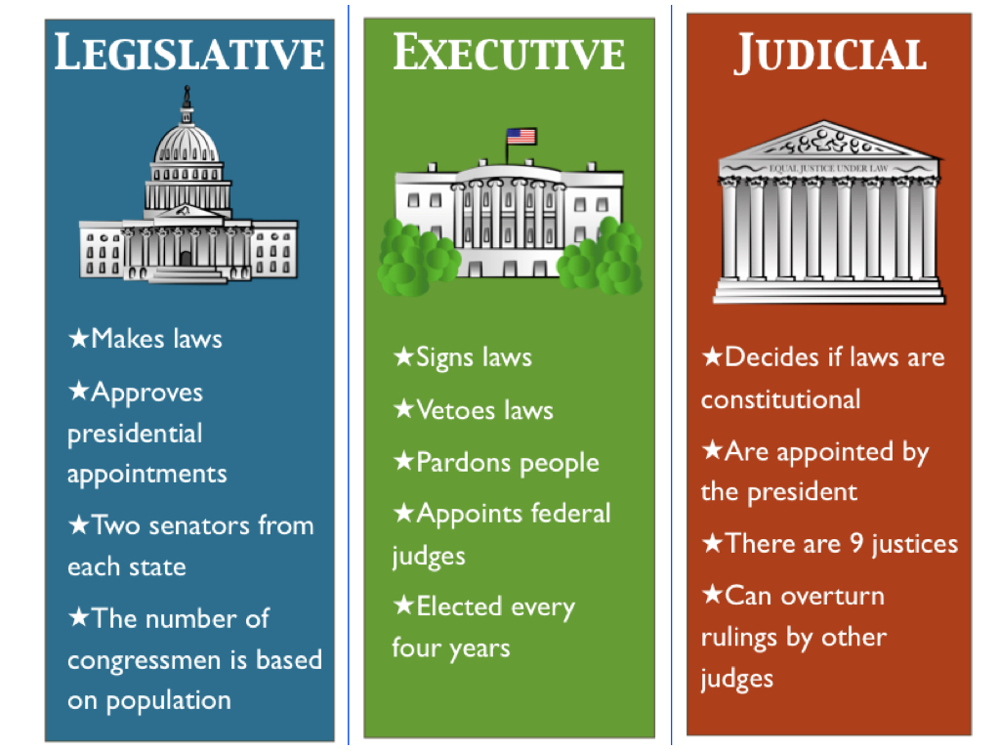 LEGISLATIVE
★Makes laws
★Approves
presidential
appointments
★Two senators from
each state
★The number of
congressmen is based
on population
EXECUTIVE
★Signs laws
★Vetoes laws
★Pardons people
★Appoints federal
judges
★Elected every
four years
JUDICIAL
EQUAL JUSTICE UNDER LAW
★Decides if laws are
constitutional
★Are appointed by
the president
★There are 9 justices
★Can overturn
rulings by other
judges